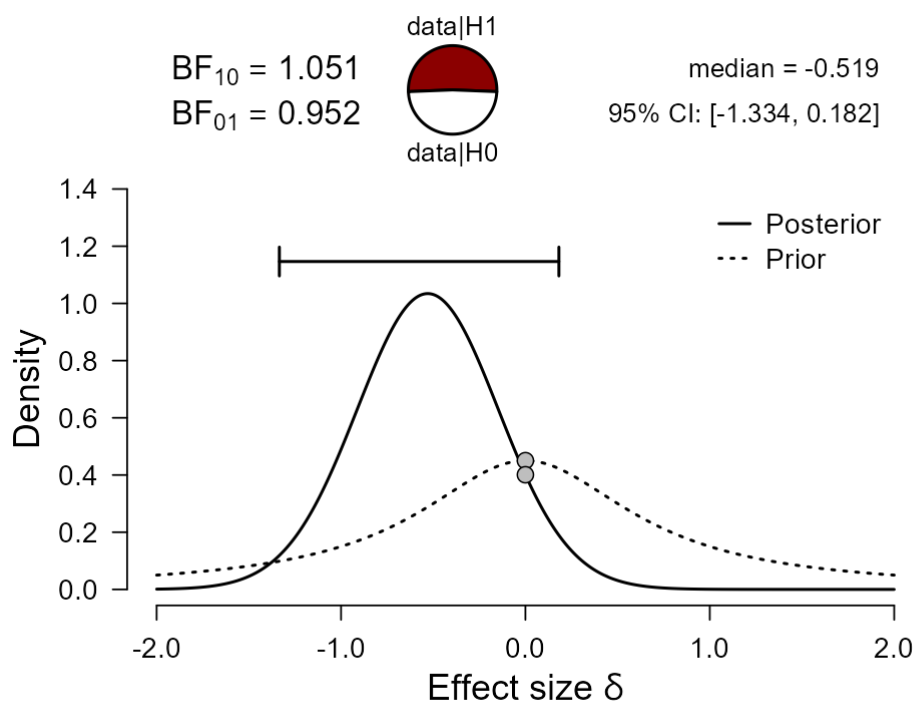 data|H1
BF₁₀ = 1.051
BF₀₁ = 0.952
median = -0.519
95% CI: [-1.334, 0.182]
data|H0
Posterior
Prior
Density
1.4
1.2
1.0
0.8
0.6
0.4
0.2
0.0
-2.0 -1.0 0.0 1.0 2.0
Effect size δ